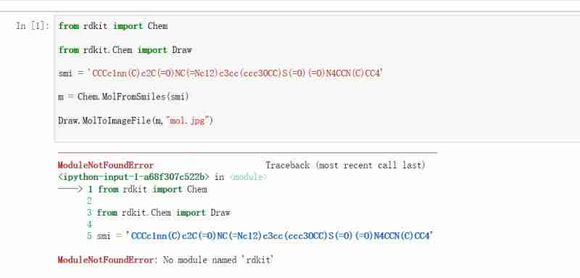 In [1]: from rdkit import Chem
from rdkit.Chem import Draw
smi = 'CCCc1nn(C)c2C(=O)NC(=Nc12)c3cc(ccc3OCC)S(=O)(=O)N4CCN(C)CC4'
m = Chem.MolFromSmiles(smi)
Draw.MolToImageFile(m,"mol.jpg")
ModuleNotFoundError Traceback (most recent call last)
<ipython-input-1-a68f307c522b> in <module>
----> 1 from rdkit import Chem
2
3 from rdkit.Chem import Draw
4
5 smi = 'CCCc1nn(C)c2C(=O)NC(=Nc12)c3cc(ccc3OCC)S(=O)(=O)N4CCN(C)CC4'
ModuleNotFoundError: No module named 'rdkit'